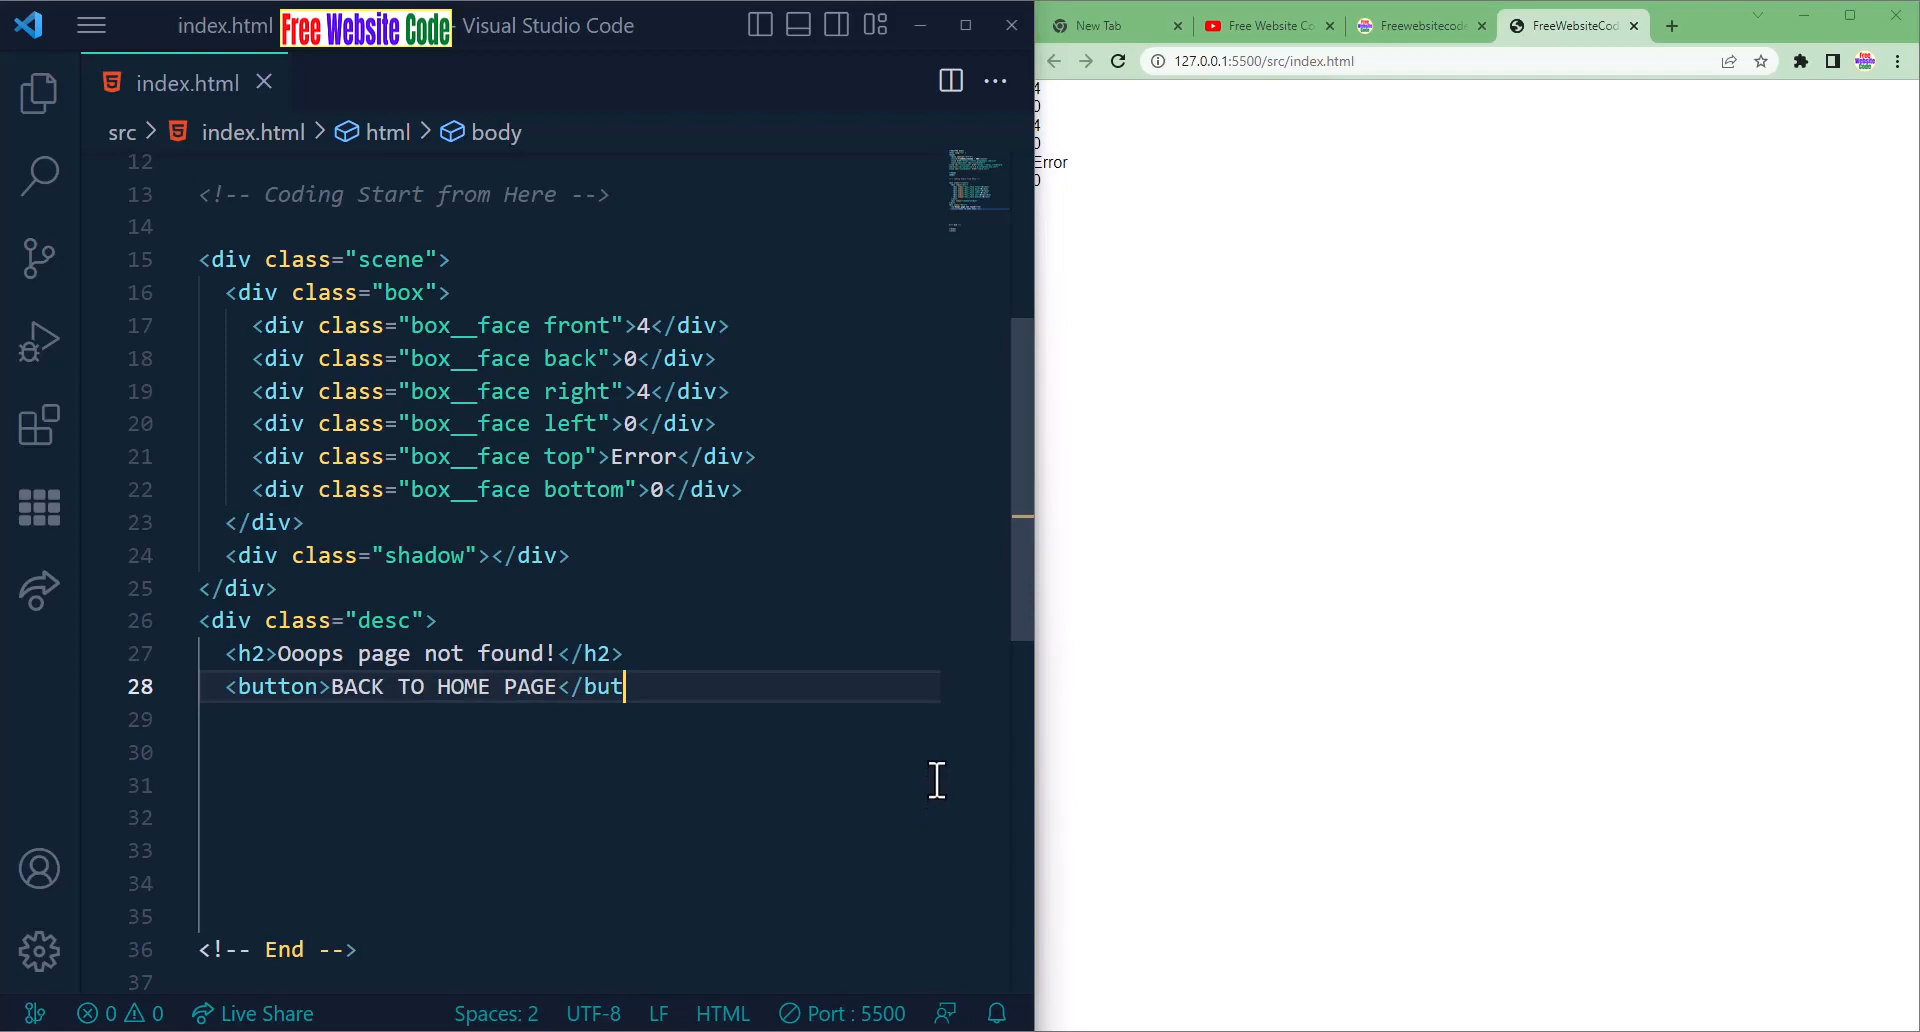 index.html Free Website Code - Visual Studio Code
index.html
src > index.html > html > body
12
13 <!-- Coding Start from Here -->
14
15 <div class="scene">
16 <div class="box">
17 <div class="box__face front">4</div>
18 <div class="box__face back">0</div>
19 <div class="box__face right">4</div>
20 <div class="box__face left">0</div>
21 <div class="box__face top">Error</div>
22 <div class="box__face bottom">0</div>
23 </div>
24 <div class="shadow"></div>
25 </div>
26 <div class="desc">
27 <h2>Ooops page not found!</h2>
28 <button>BACK TO HOME PAGE</but
29
30
31
32
33
34
35
36 <!-- End -->
37
0 0 Live Share Spaces: 2 UTF-8 LF HTML Port : 5500
New Tab Free Website Co Freewebsitecode FreeWebsiteCod
127.0.0.1:5500/src/index.html
4
0
4
0
Error
0